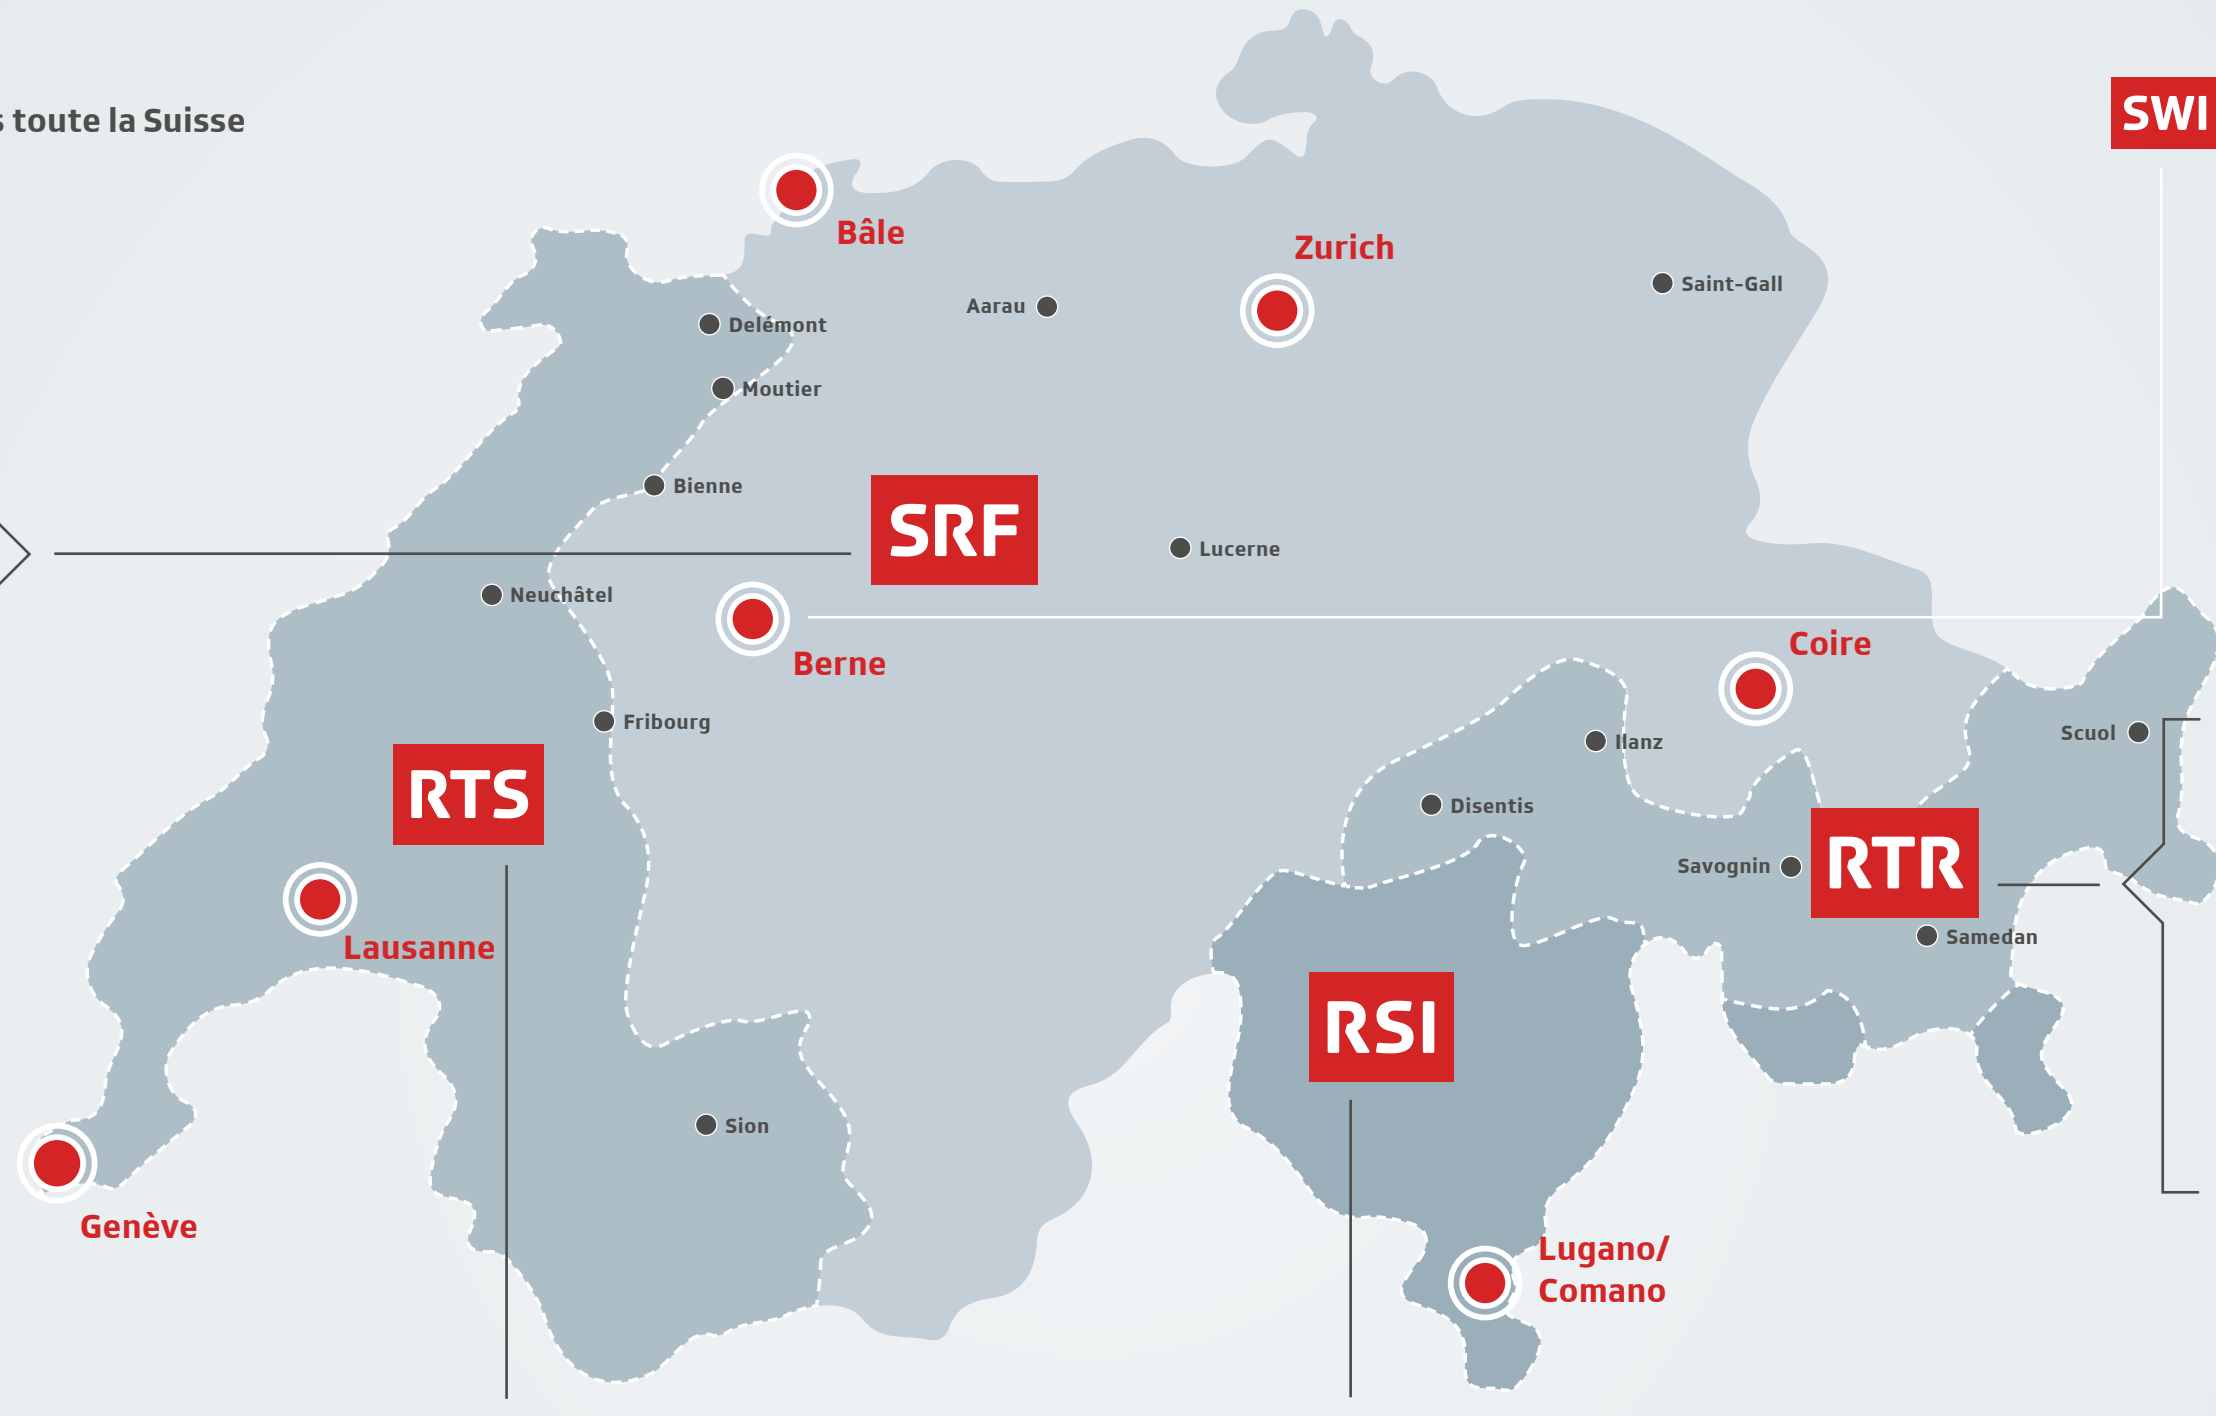 s toute la Suisse
SWI
Bâle
Zurich
Saint-Gall
Aarau
Delémont
Moutier
Bienne
SRF
Lucerne
Neuchâtel
Berne
Coire
Fribourg
Scuol
Ilanz
RTS
Disentis
Savognin
RTR
Lausanne
Samedan
RSI
Sion
Genève
Lugano/
Comano